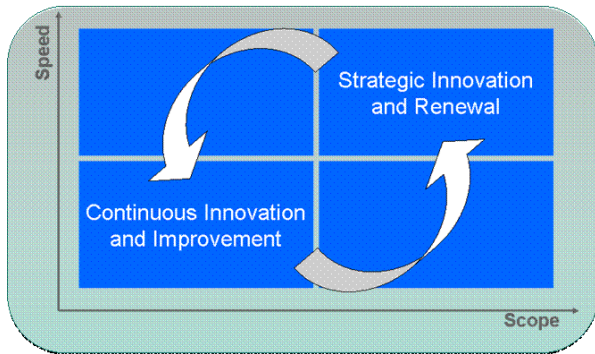 Speed
Strategic Innovation
and Renewal
Continuous Innovation
and Improvement
Scope